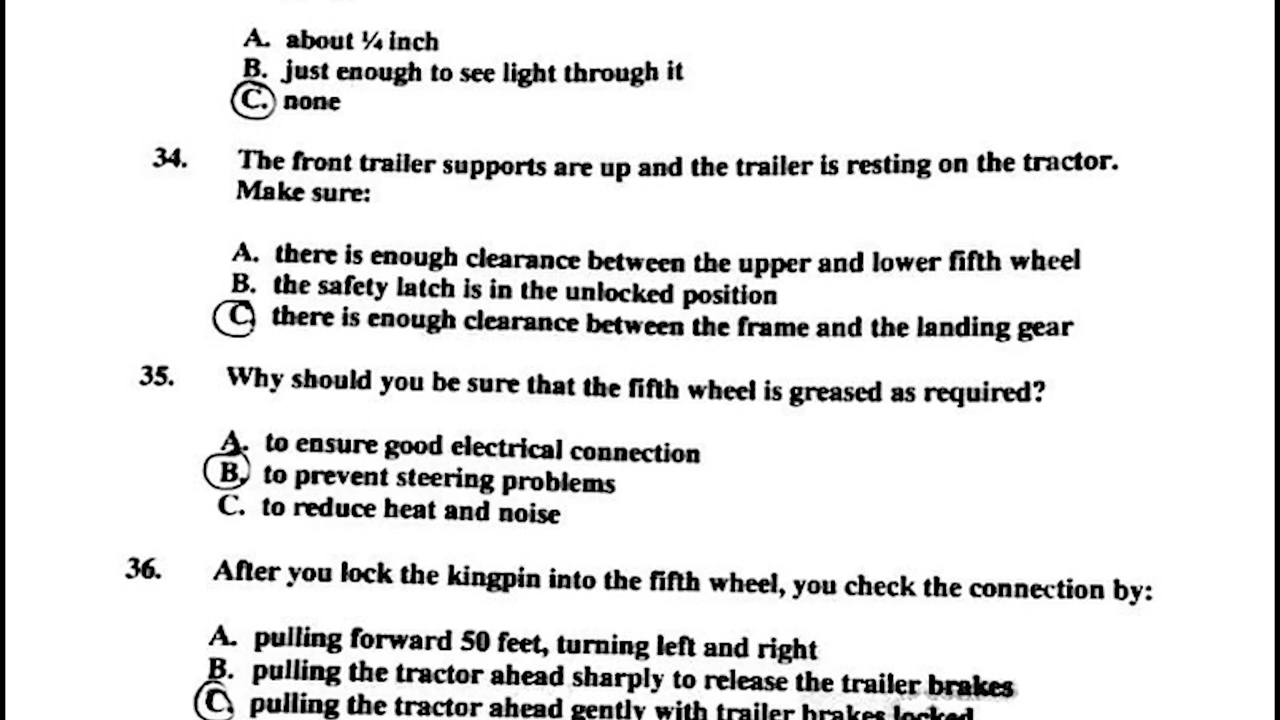 A. about ¼ inch
B. just enough to see light through it
C. none
34. The front trailer supports are up and the trailer is resting on the tractor.
Make sure:
A. there is enough clearance between the upper and lower fifth wheel
B. the safety latch is in the unlocked position
C. there is enough clearance between the frame and the landing gear
35. Why should you be sure that the fifth wheel is greased as required?
A. to ensure good electrical connection
B. to prevent steering problems
C. to reduce heat and noise
36. After you lock the kingpin into the fifth wheel, you check the connection by:
A. pulling forward 50 feet, turning left and right
B. pulling the tractor ahead sharply to release the trailer brakes
C. pulling the tractor ahead gently with trailer brakes locked